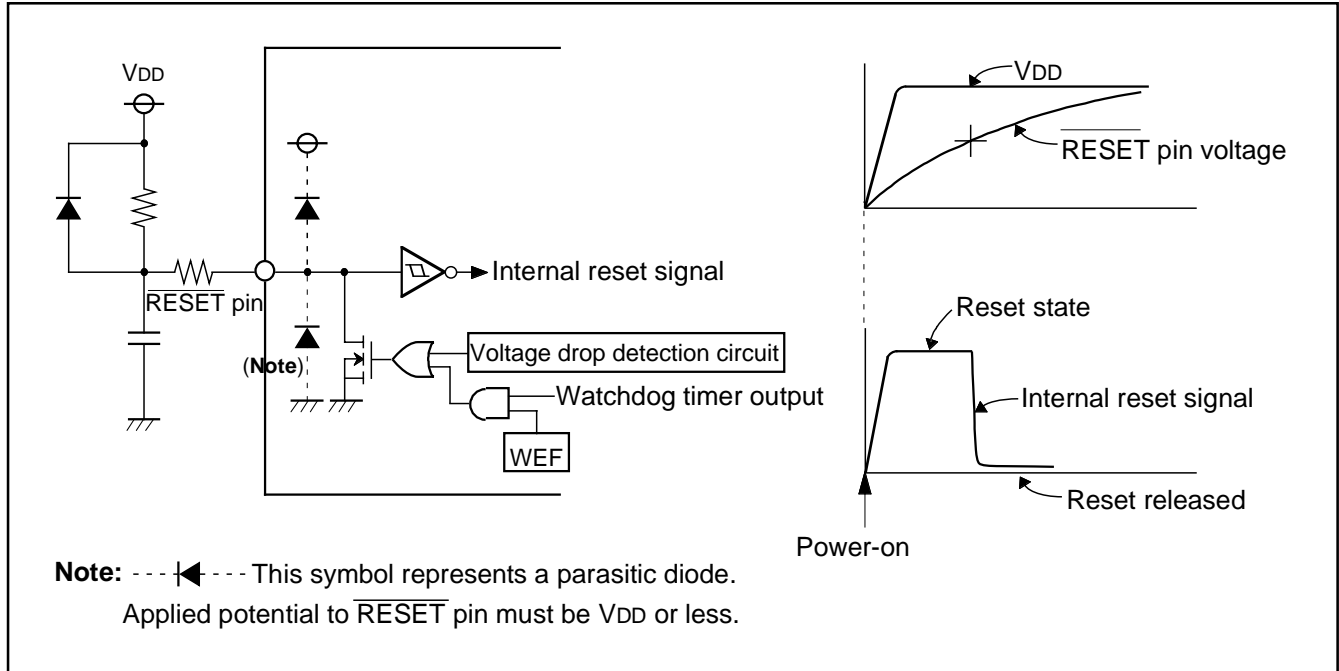 VDD
RESET pin
(Note)
Internal reset signal
Voltage drop detection circuit
Watchdog timer output
WEF
VDD
RESET pin voltage
Reset state
Internal reset signal
Reset released
Power-on
Note: This symbol represents a parasitic diode.
Applied potential to RESET pin must be VDD or less.